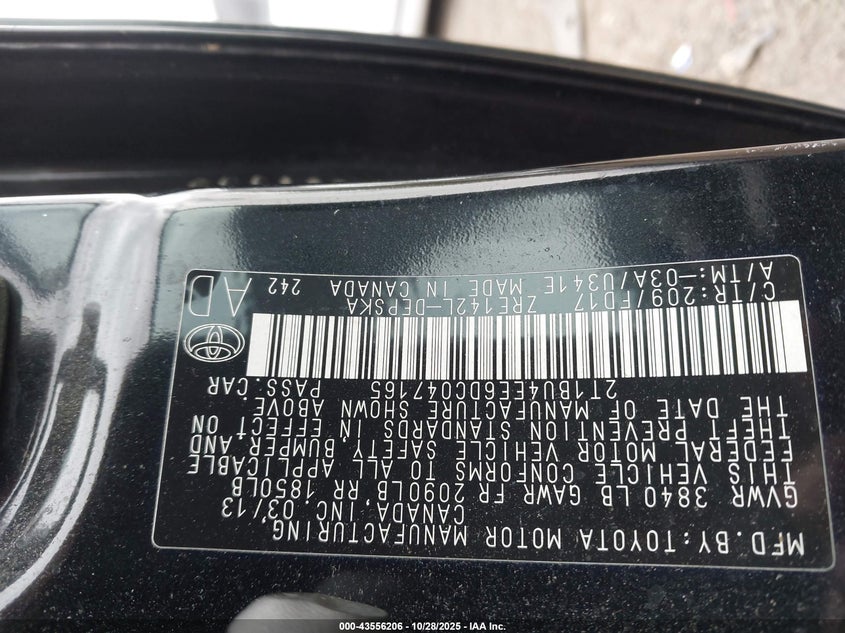 MFD. BY: TOYOTA MOTOR MANUFACTURING
CANADA, INC. 03/13
GVWR 3840 LB GAWR FR 2090LB, RR 1850LB
THIS VEHICLE CONFORMS TO ALL APPLICABLE
FEDERAL MOTOR VEHICLE SAFETY, BUMPER, AND
THEFT PREVENTION STANDARDS IN EFFECT ON
THE DATE OF MANUFACTURE SHOWN ABOVE.
2T1BU4EE6DC047165 PASS. CAR
C/TR:209/FD17 ZRE142L-DEPSKA AD
A/TM:-03A/U341E MADE IN CANADA 242
000-43556206 - 10/28/2025 - IAA Inc.